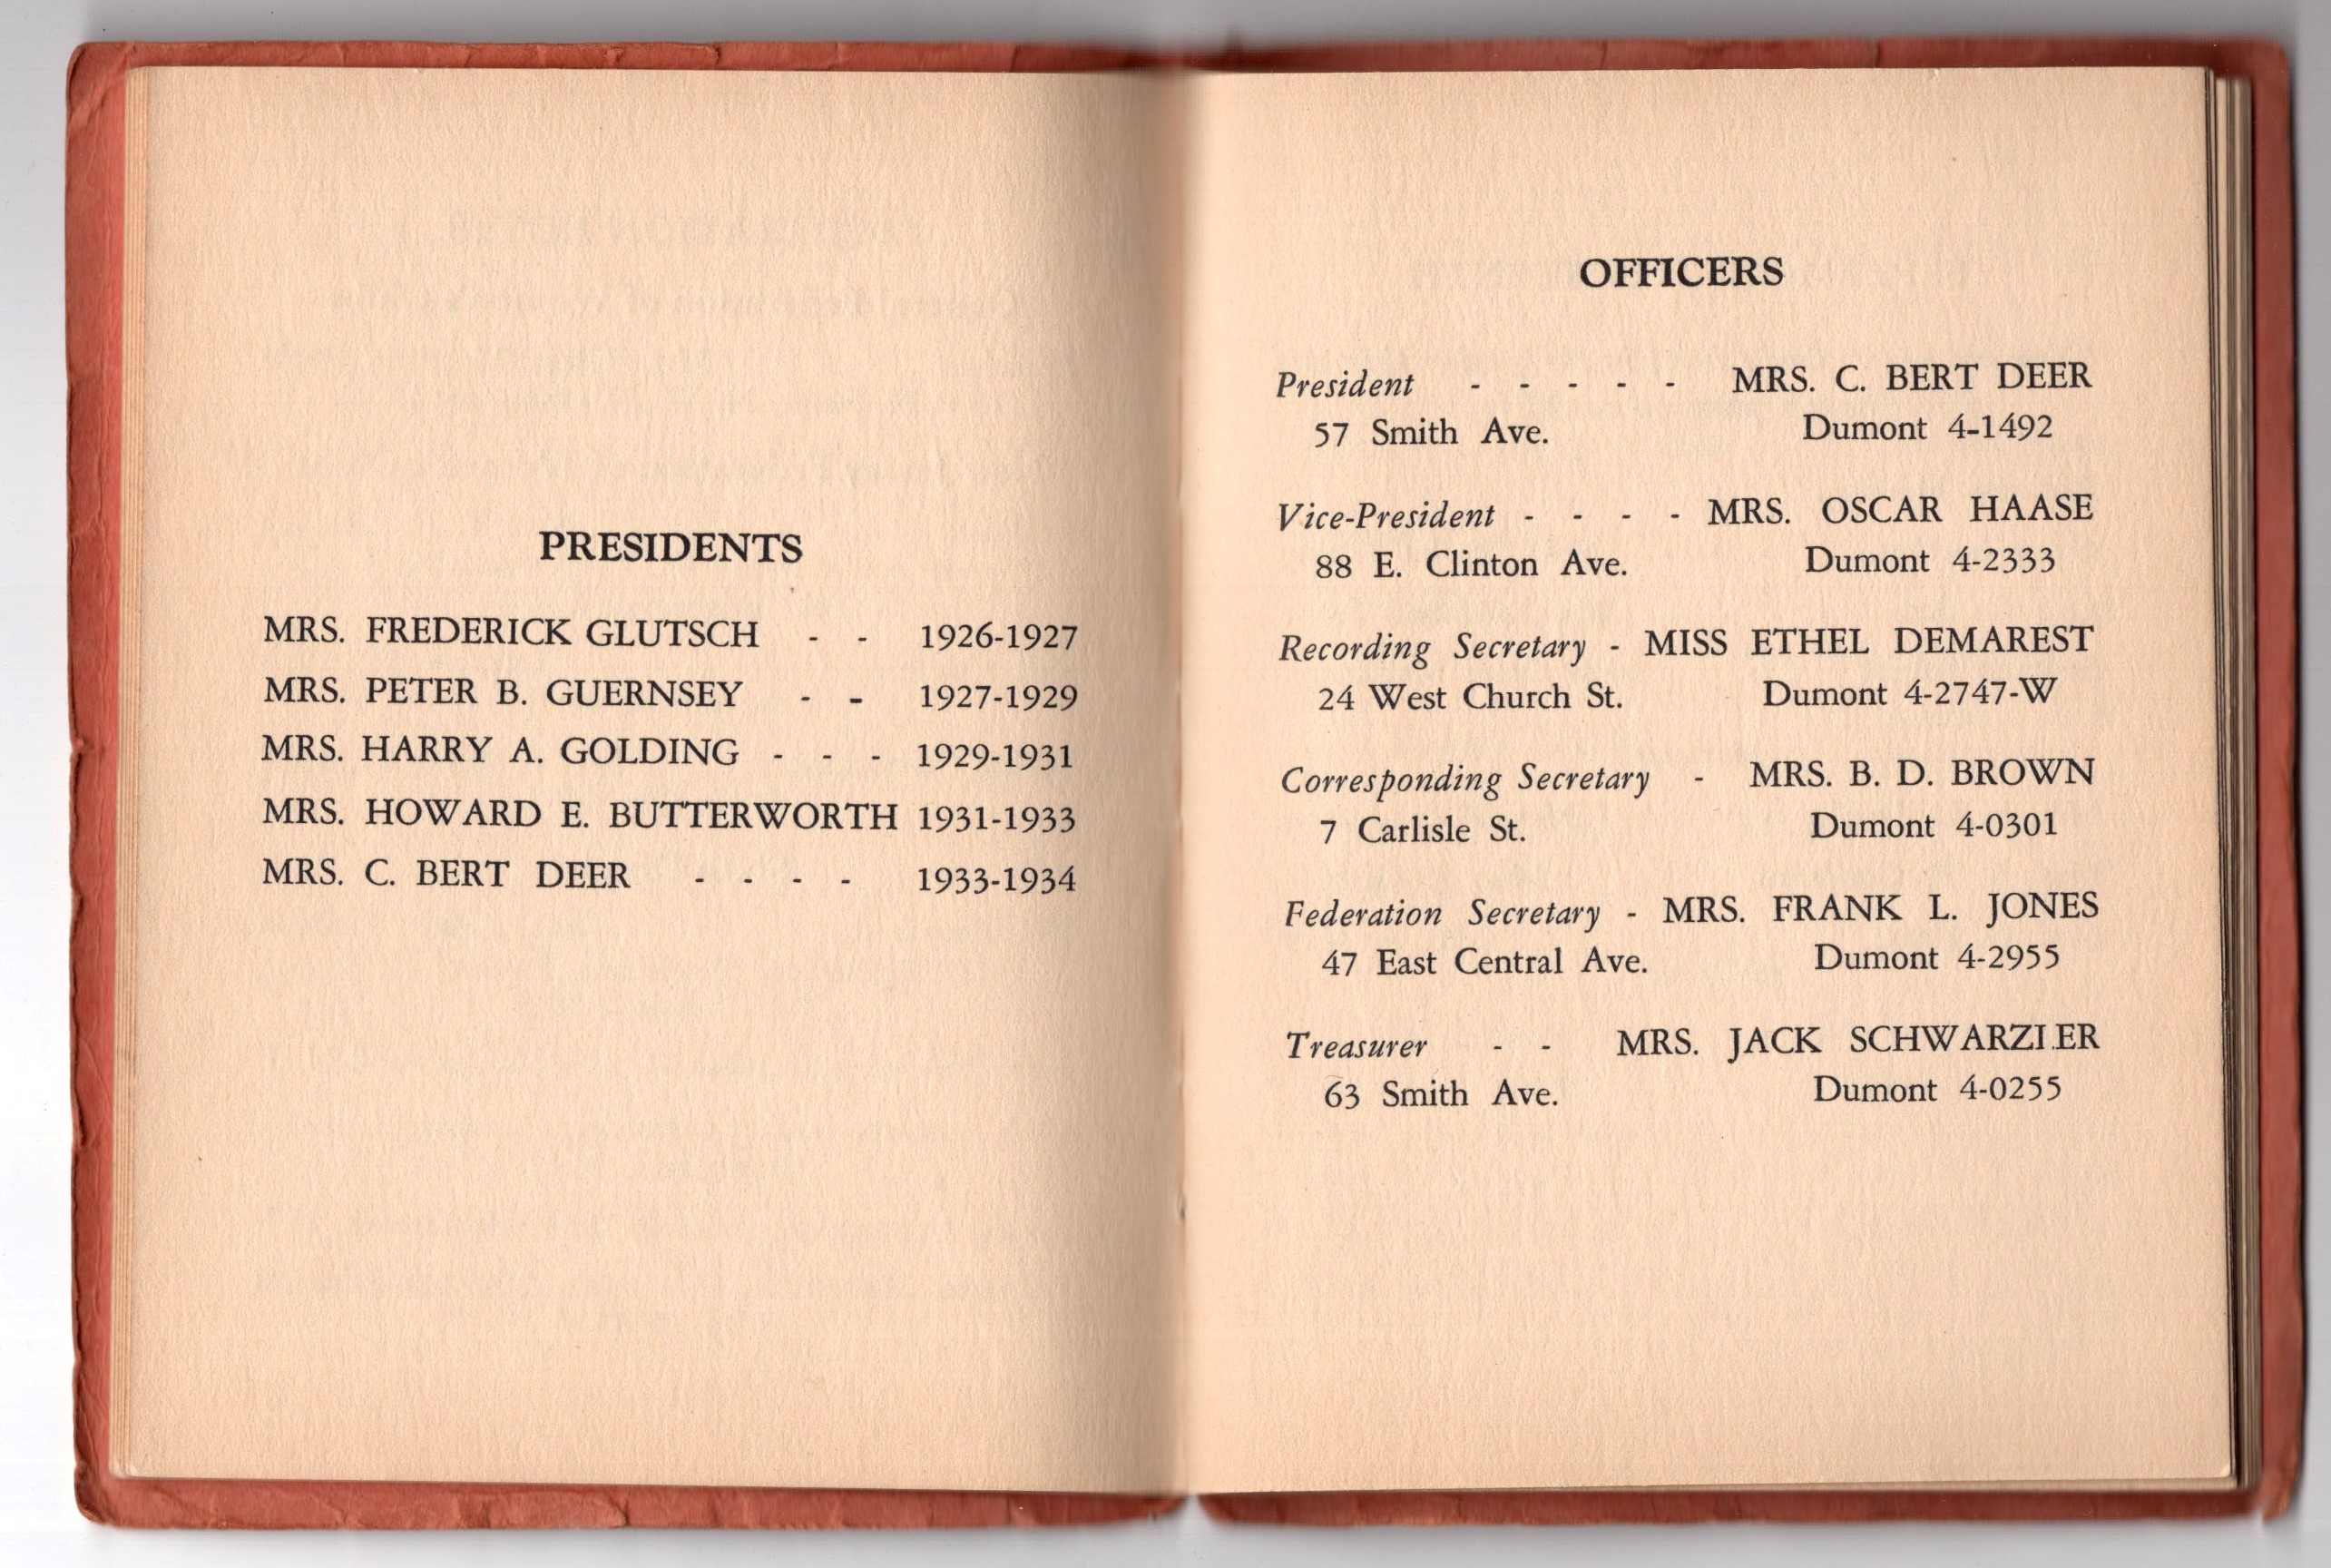 PRESIDENTS
MRS. FREDERICK GLUTSCH - - 1926-1927
MRS. PETER B. GUERNSEY - - 1927-1929
MRS. HARRY A. GOLDING - - - 1929-1931
MRS. HOWARD E. BUTTERWORTH 1931-1933
MRS. C. BERT DEER - - - - 1933-1934
OFFICERS
President - - - - - MRS. C. BERT DEER
57 Smith Ave. Dumont 4-1492
Vice-President - - - - MRS. OSCAR HAASE
88 E. Clinton Ave. Dumont 4-2333
Recording Secretary - MISS ETHEL DEMAREST
24 West Church St. Dumont 4-2747-W
Corresponding Secretary - MRS. B. D. BROWN
7 Carlisle St. Dumont 4-0301
Federation Secretary - MRS. FRANK L. JONES
47 East Central Ave. Dumont 4-2955
Treasurer - - MRS. JACK SCHWARZLER
63 Smith Ave. Dumont 4-0255